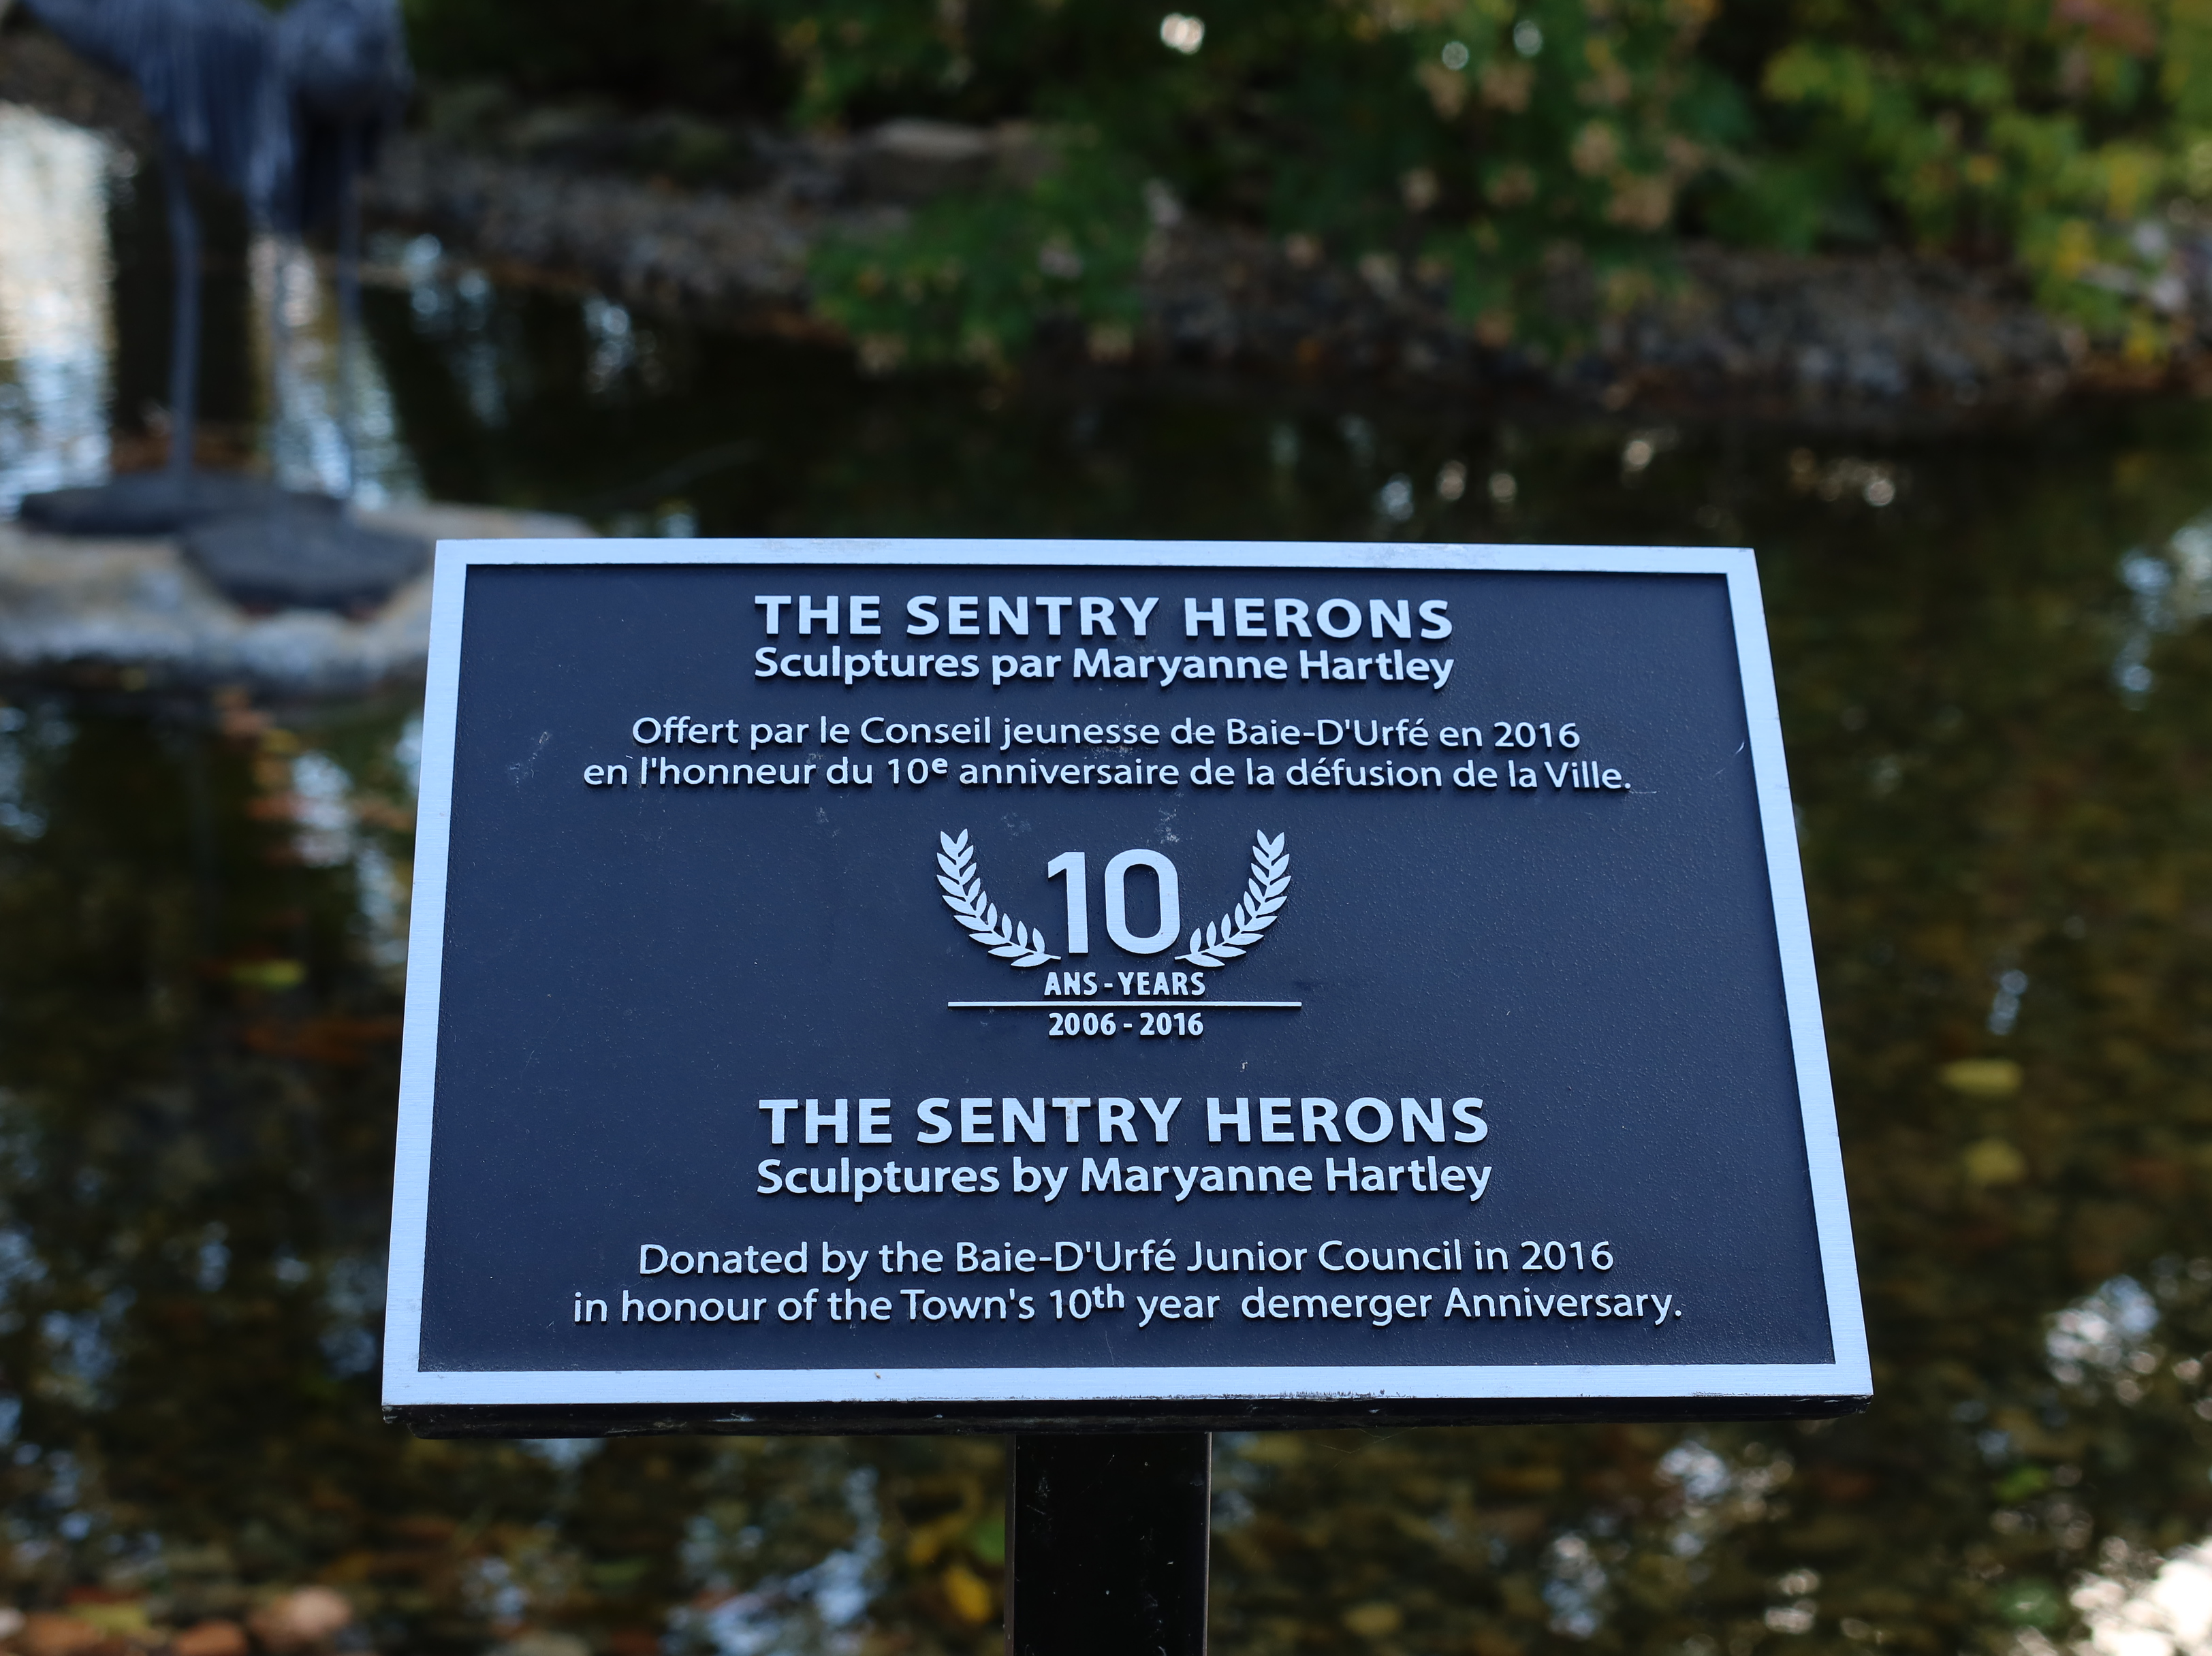 THE SENTRY HERONS
Sculptures par Maryanne Hartley
Offert par le Conseil jeunesse de Baie-D'Urfé en 2016
en l'honneur du 10e anniversaire de la défusion de la Ville.
10
ANS - YEARS
2006 - 2016
THE SENTRY HERONS
Sculptures by Maryanne Hartley
Donated by the Baie-D'Urfé Junior Council in 2016
in honour of the Town's 10th year  demerger Anniversary.